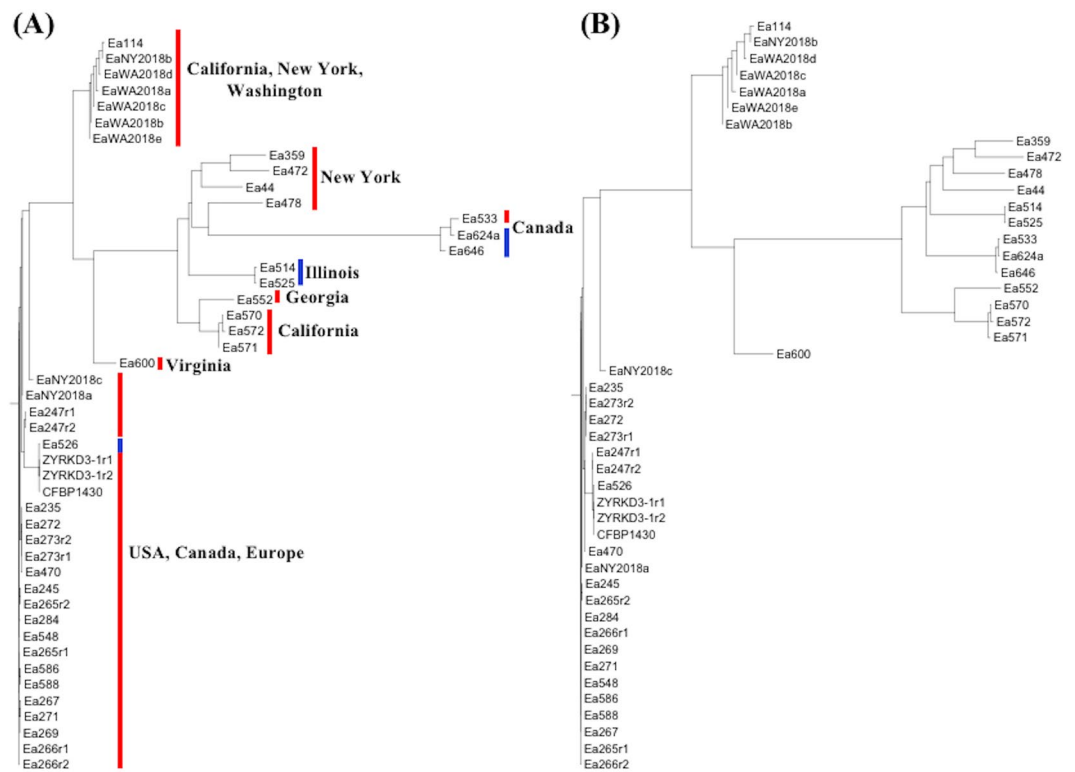 (A)
Ea114
EaNY2018b
EaWA2018d
EaWA2018a
EaWA2018c
EaWA2018b
EaWA2018e
California, New York,
Washington
Ea359
Ea472
Ea44
Ea478
New York
Ea533
Ea624a
Ea646
Canada
Ea514
Ea525
Illinois
Ea552
Georgia
Ea570
Ea572
Ea571
California
Ea600
Virginia
EaNY2018c
EaNY2018a
Ea247r1
Ea247r2
Ea526
ZYRKD3-1r1
ZYRKD3-1r2
CFBP1430
Ea235
Ea272
Ea273r2
Ea273r1
Ea470
Ea245
Ea265r2
Ea284
Ea548
Ea265r1
Ea586
Ea588
Ea267
Ea271
Ea269
Ea266r1
Ea266r2
USA, Canada, Europe
(B)
Ea114
EaNY2018b
EaWA2018d
EaWA2018c
EaWA2018a
EaWA2018e
EaWA2018b
Ea359
Ea472
Ea478
Ea44
Ea514
Ea525
Ea533
Ea624a
Ea646
Ea552
Ea570
Ea572
Ea571
Ea600
EaNY2018c
Ea235
Ea273r2
Ea272
Ea273r1
Ea247r1
Ea247r2
Ea526
ZYRKD3-1r1
ZYRKD3-1r2
CFBP1430
Ea470
EaNY2018a
Ea245
Ea265r2
Ea284
Ea266r1
Ea269
Ea271
Ea548
Ea586
Ea588
Ea267
Ea265r1
Ea266r2